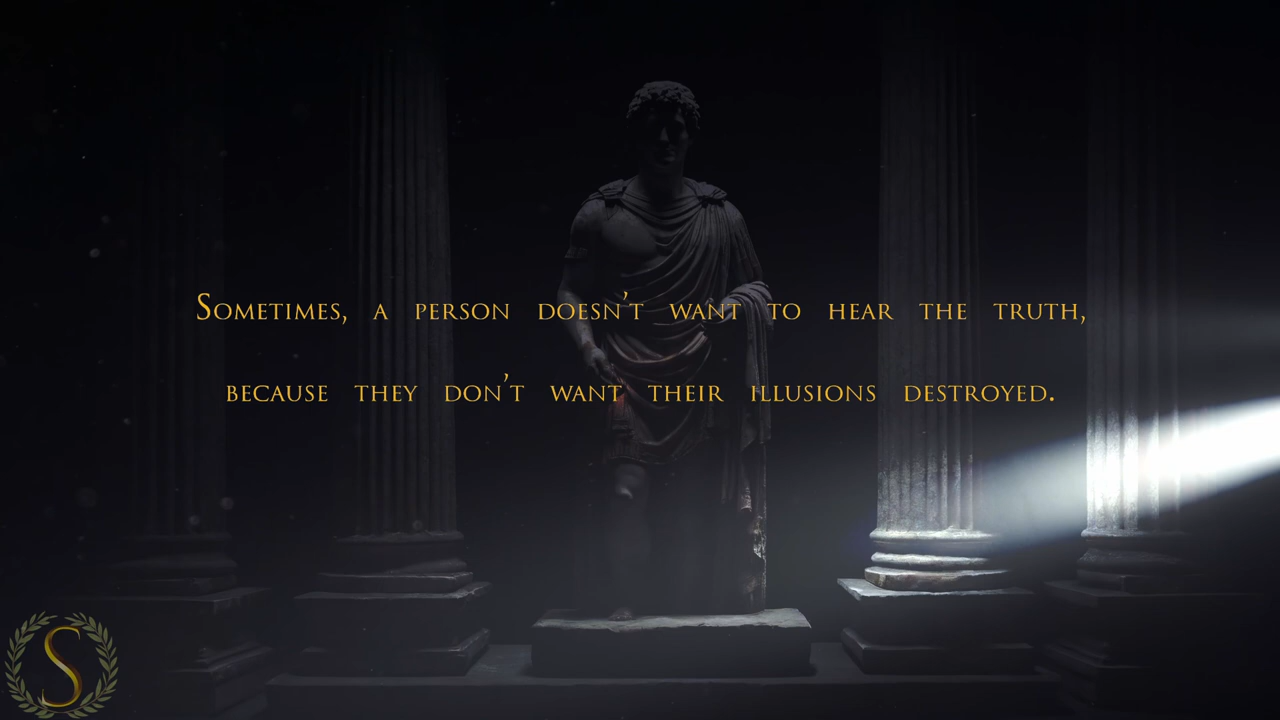 Sometimes, a person doesn't want to hear the truth,
because they don't want their illusions destroyed.
S